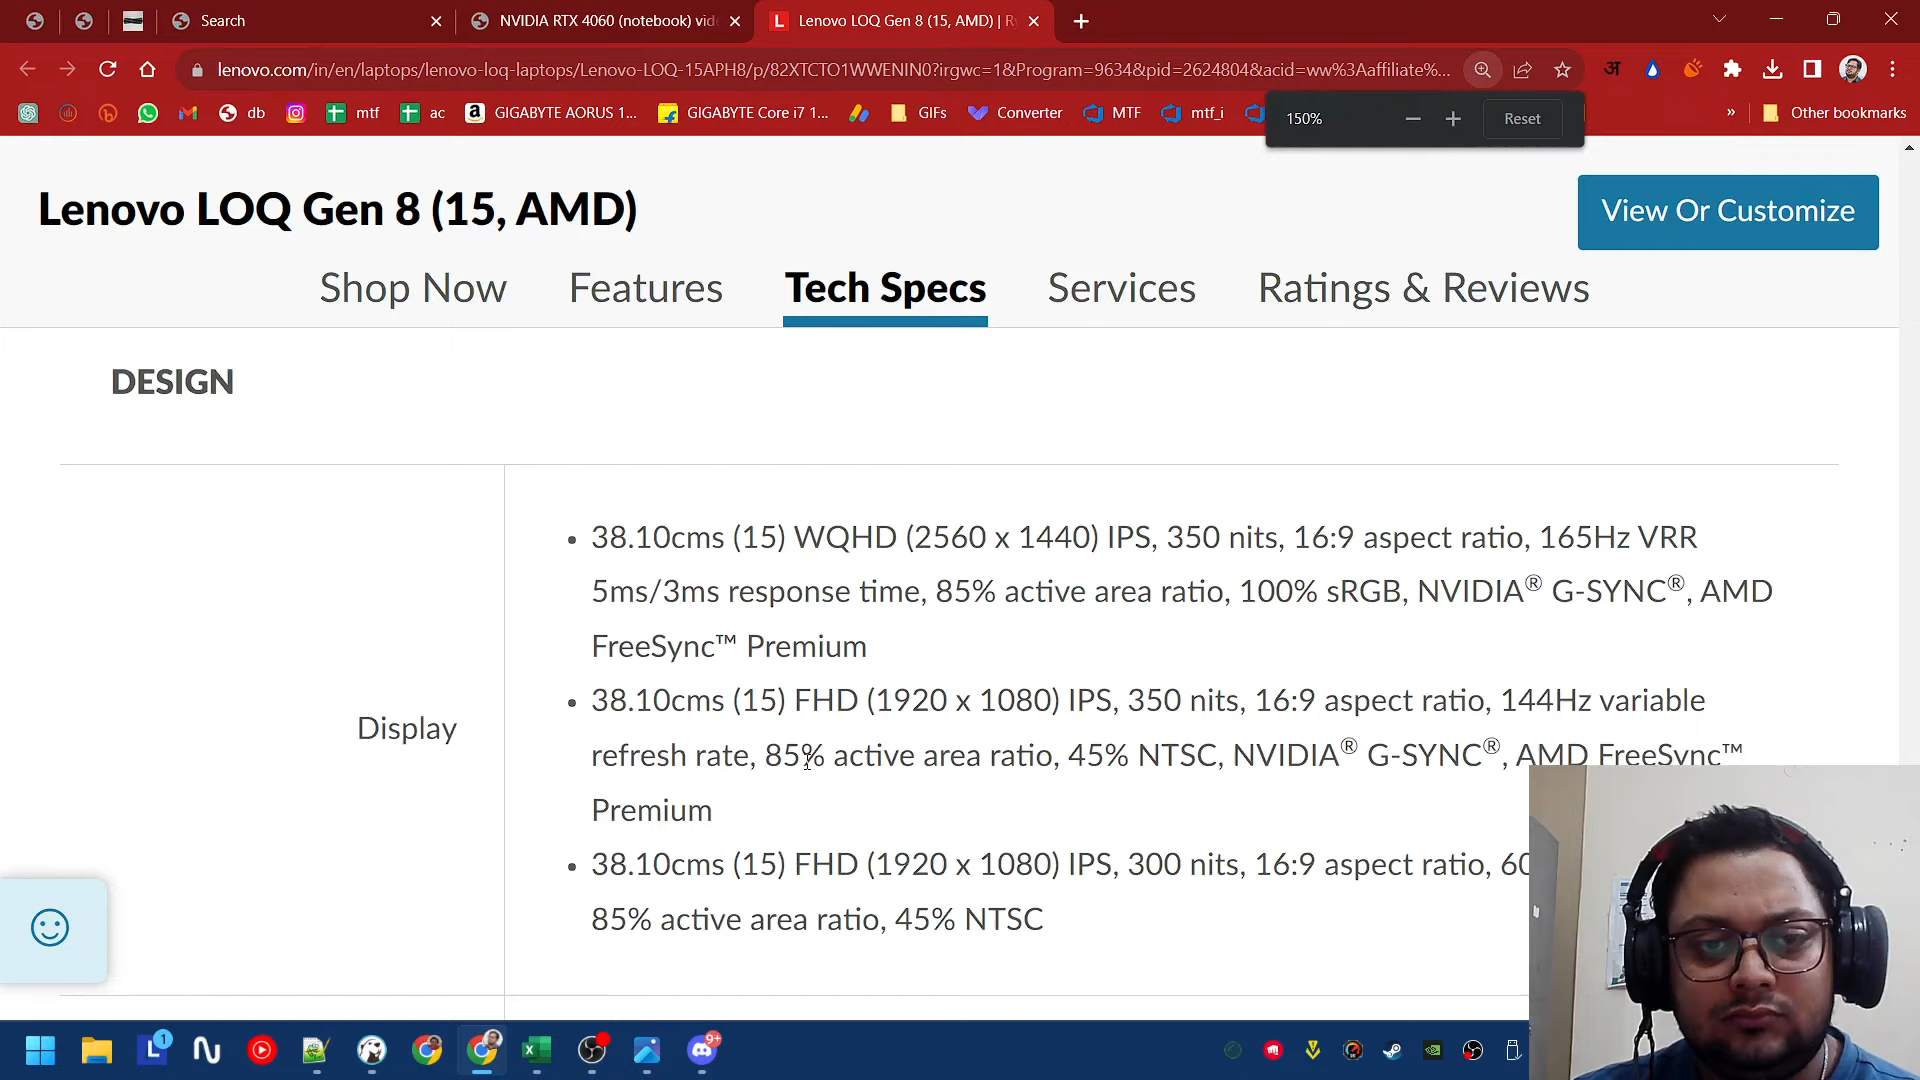 Search
NVIDIA RTX 4060 (notebook) vid
Lenovo LOQ Gen 8 (15, AMD) | R
lenovo.com/in/en/laptops/lenovo-loq-laptops/Lenovo-LOQ-15APH8/p/82XTCTO1WWENIN0?irgwc=1&Program=9634&pid=2624804&acid=ww%3Aaffiliate%...
अ
db
mtf
ac
GIGABYTE AORUS 1...
GIGABYTE Core i7 1...
GIFs
Converter
MTF
mtf_i
»
Other bookmarks
150%
Reset
Lenovo LOQ Gen 8 (15, AMD)
View Or Customize
Shop Now
Features
Tech Specs
Services
Ratings & Reviews
DESIGN
Display
• 38.10cms (15) WQHD (2560 x 1440) IPS, 350 nits, 16:9 aspect ratio, 165Hz VRR
5ms/3ms response time, 85% active area ratio, 100% sRGB, NVIDIA® G-SYNC®, AMD
FreeSync™ Premium
• 38.10cms (15) FHD (1920 x 1080) IPS, 350 nits, 16:9 aspect ratio, 144Hz variable
refresh rate, 85% active area ratio, 45% NTSC, NVIDIA® G-SYNC®, AMD FreeSync™
Premium
• 38.10cms (15) FHD (1920 x 1080) IPS, 300 nits, 16:9 aspect ratio, 60
85% active area ratio, 45% NTSC
1
9+